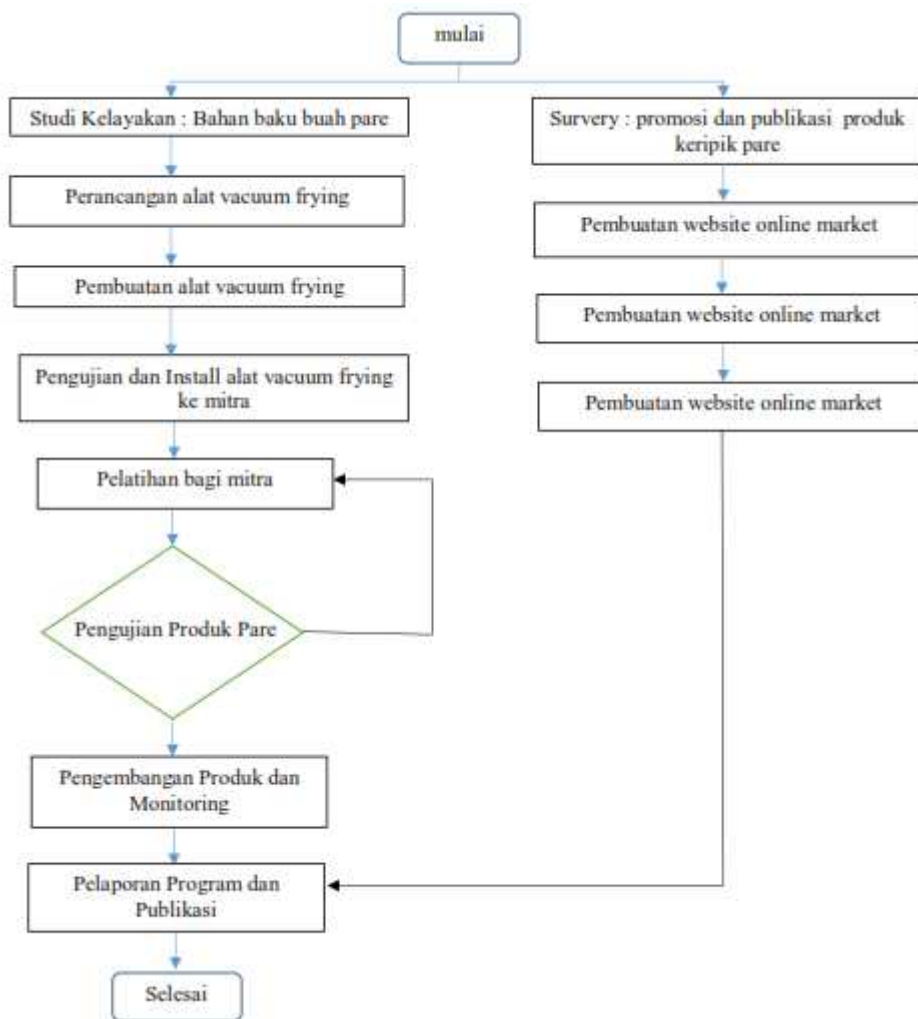 mulai
Studi Kelayakan : Bahan baku buah pare
Perancangan alat vacuum frying
Pembuatan alat vacuum frying
Pengujian dan Install alat vacuum frying
ke mitra
Pelatihan bagi mitra
Pengujian Produk Pare
Pengembangan Produk dan
Monitoring
Pelaporan Program dan
Publikasi
Selesai
Survery : promosi dan publikasi produk
keripik pare
Pembuatan website online market
Pembuatan website online market
Pembuatan website online market